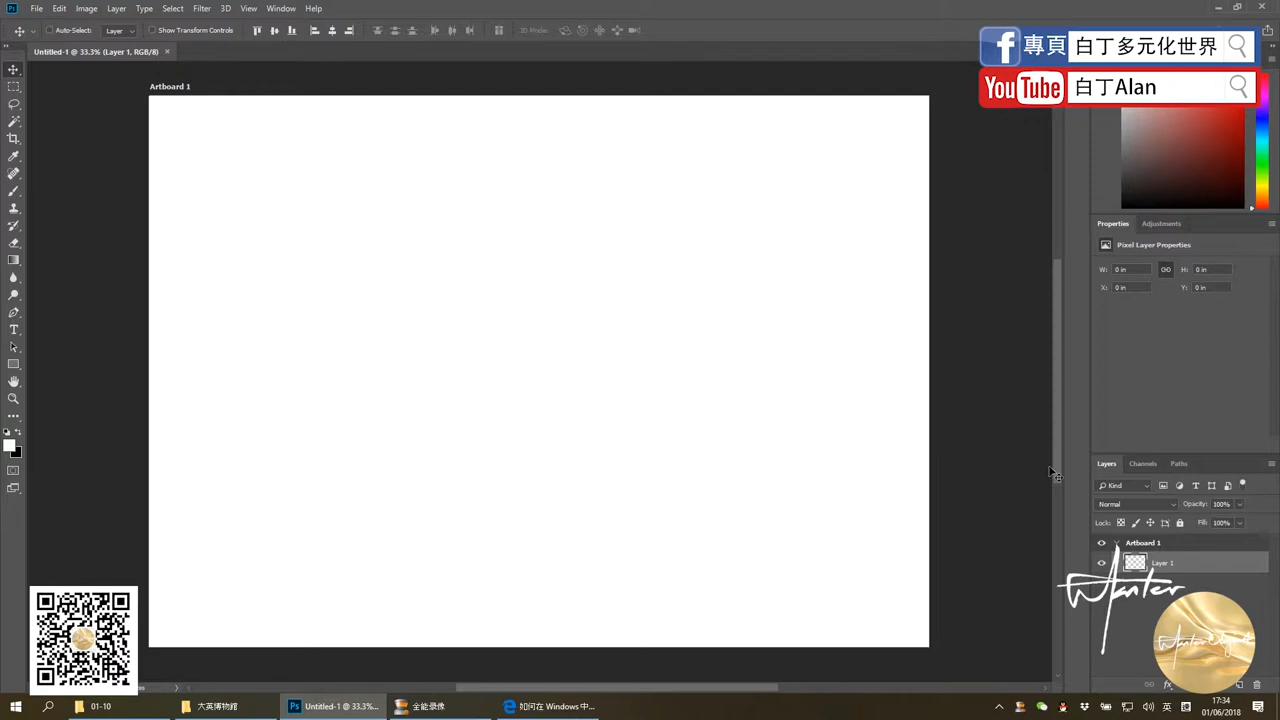 File Edit Image Layer Type Select Filter 3D View Window Help
Auto-Select: Layer Show Transform Controls 3D Mode:
專頁 白丁多元化世界
Untitled-1 @ 33.3% (Layer 1, RGB/8) ×
YouTube 白丁Alan
Artboard 1
Properties Adjustments
Pixel Layer Properties
W: 0 in H: 0 in
X: 0 in Y: 0 in
Layers Channels Paths
Kind
Normal Opacity: 100%
Lock: Fill: 100%
Artboard 1
Layer 1
Wanter
01-10 大英博物館 Untitled-1 @ 33.3%... 全能录像 如何在 Windows 中...
英 17:34
01/06/2018